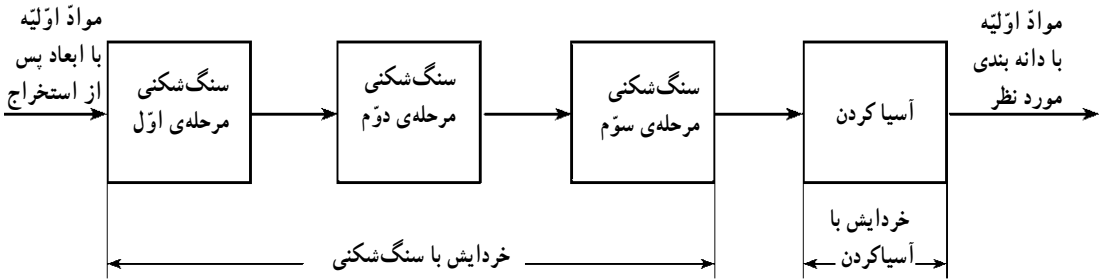 موادّ اوّلیّه
با ابعاد پس
از استخراج
سنگ‌شکنی
مرحله‌ی اوّل
سنگ‌شکنی
مرحله‌ی دوّم
سنگ‌شکنی
مرحله‌ی سوّم
آسیا کردن
موادّ اوّلیّه
با دانه بندی
مورد نظر
خردایش با سنگ‌شکنی
خردایش با
آسیاکردن